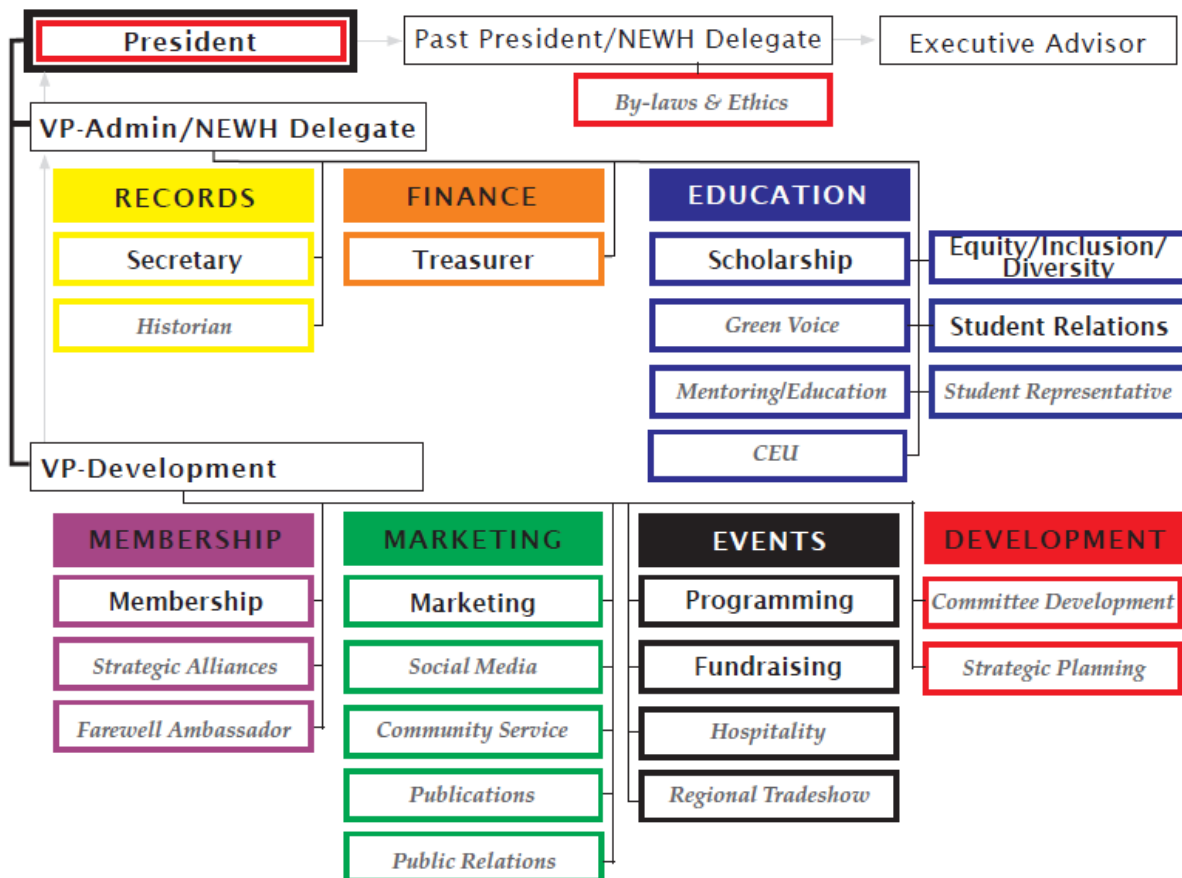 President
Past President/NEWH Delegate
Executive Advisor
By-laws & Ethics
VP-Admin/NEWH Delegate
RECORDS
FINANCE
EDUCATION
Secretary
Treasurer
Scholarship
Equity/Inclusion/
Diversity
Historian
Green Voice
Student Relations
Mentoring/Education
Student Representative
CEU
VP-Development
MEMBERSHIP
MARKETING
EVENTS
DEVELOPMENT
Membership
Marketing
Programming
Committee Development
Strategic Alliances
Social Media
Fundraising
Strategic Planning
Farewell Ambassador
Community Service
Hospitality
Publications
Regional Tradeshow
Public Relations